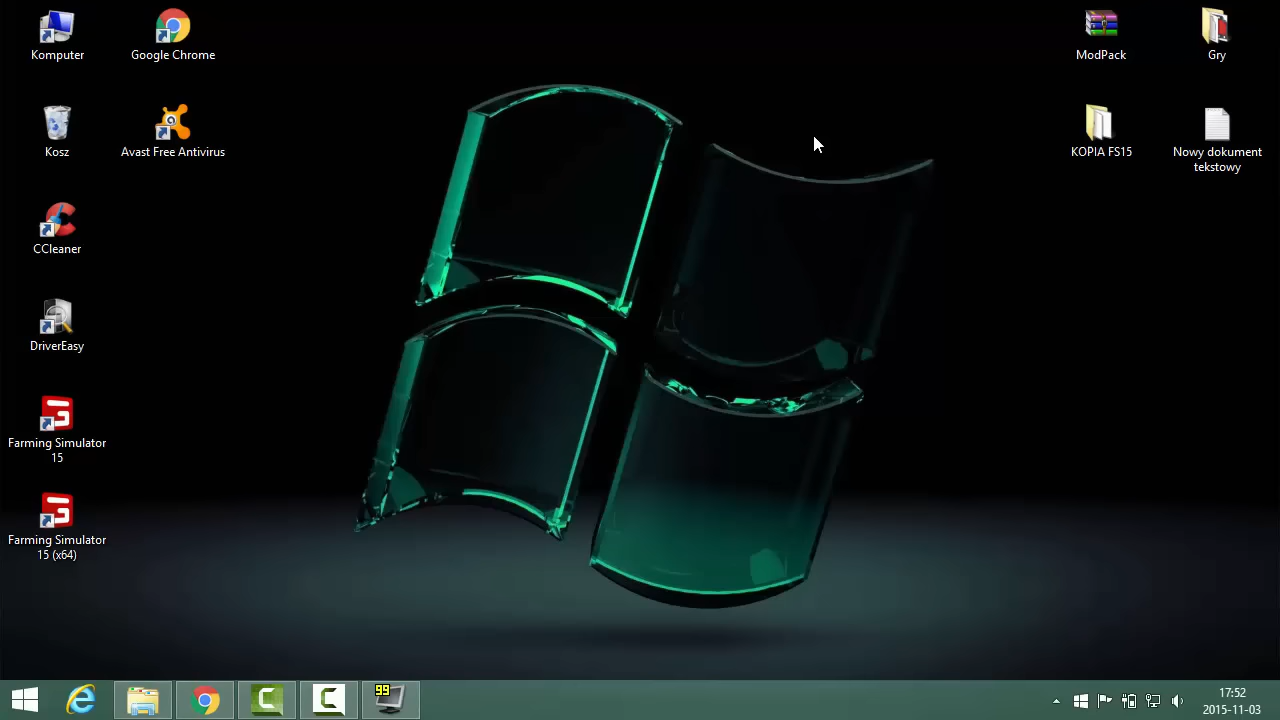 Komputer
Google Chrome
ModPack
Gry
Kosz
Avast Free Antivirus
KOPIA FS15
Nowy dokument
tekstowy
CCleaner
DriverEasy
Farming Simulator
15
Farming Simulator
15 (x64)
99
17:52
2015-11-03